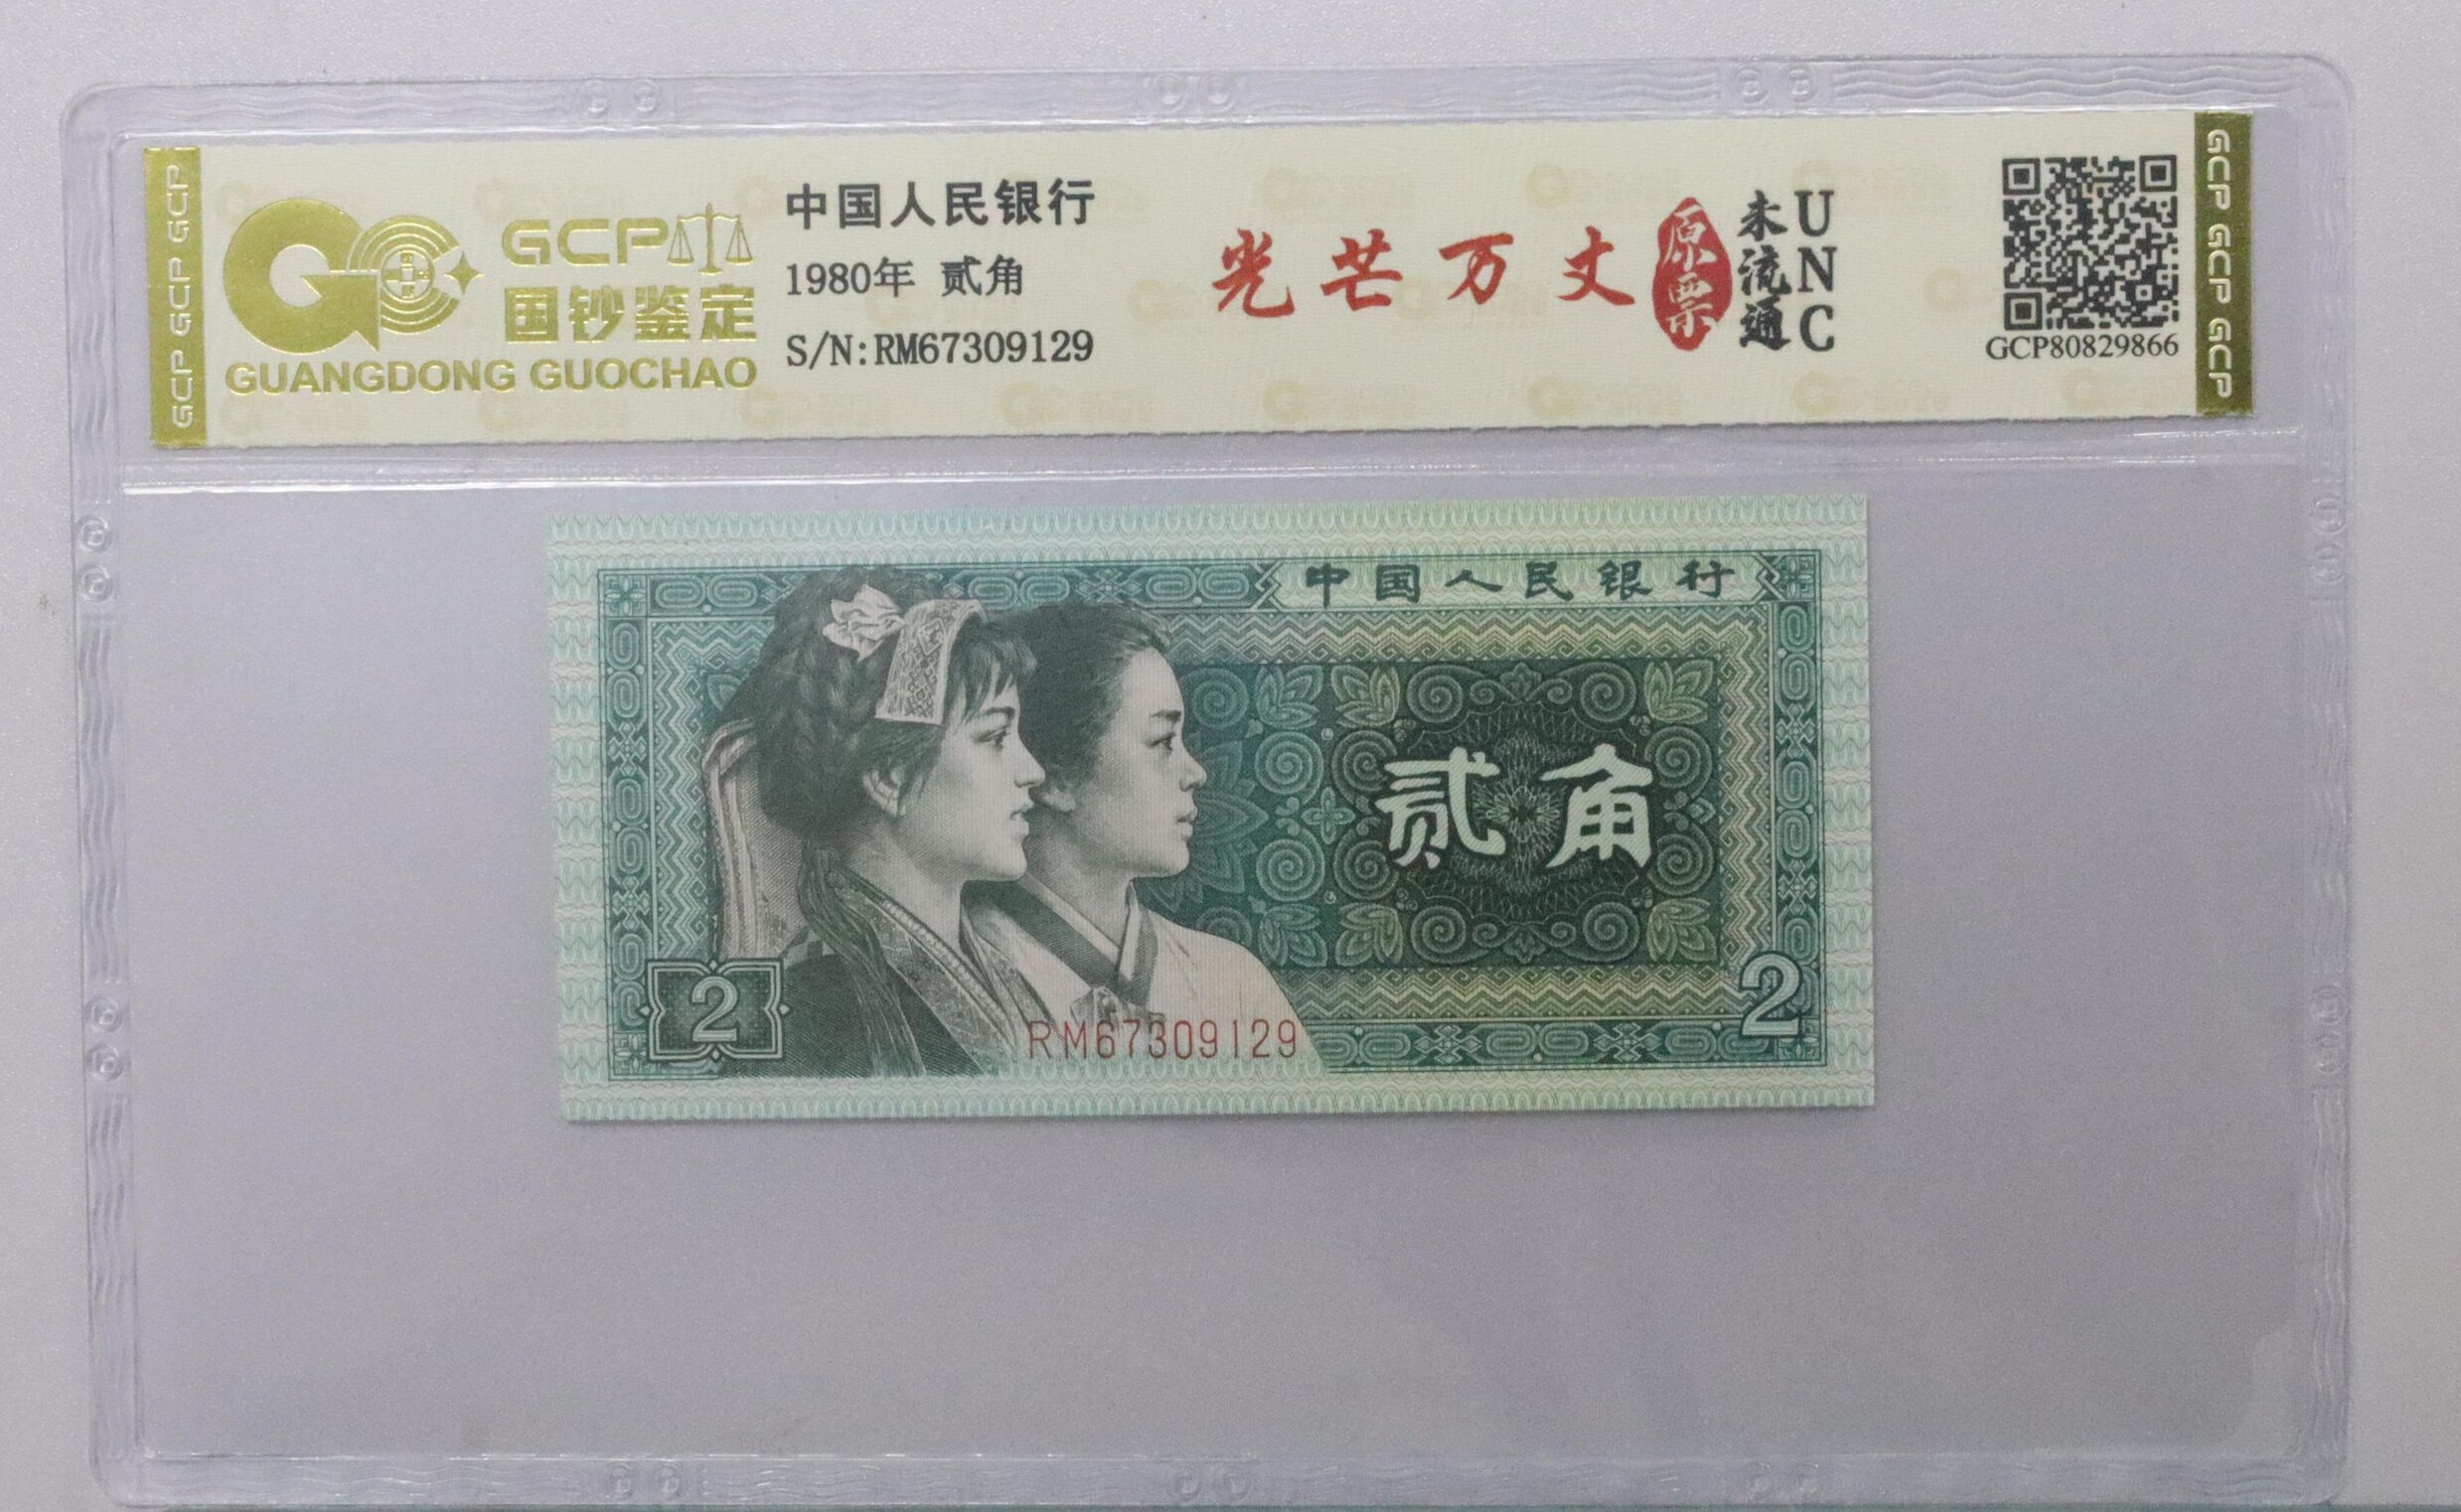 GCP GCP GCP
GCP
国钞鉴定
GUANGDONG GUOCHAO
中国人民银行
1980年 贰角
S/N:RM67309129
光芒万丈
原票
未流通
UNC
GCP80829866
GCP GCP GCP
中国人民银行
贰角
2
2
RM67309129